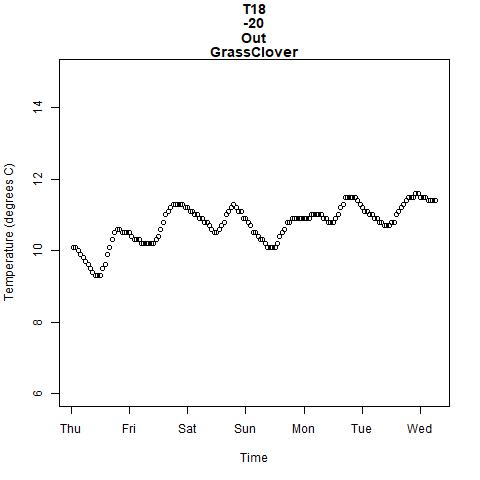 T18
-20
Out
GrassClover
Temperature (degrees C)
14
12
10
8
6
Thu Fri Sat Sun Mon Tue Wed
Time